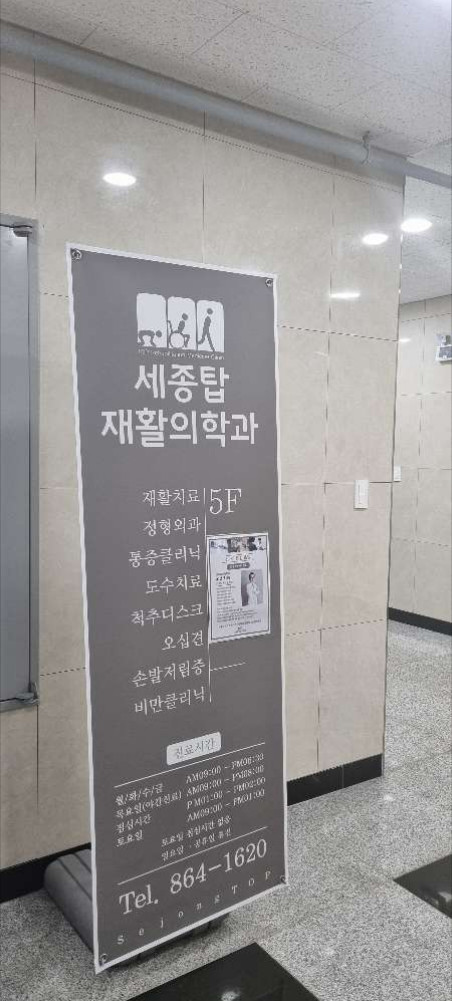 세종탑
재활의학과
재활치료
5F
정형외과
통증클리닉
도수치료
척추디스크
오십견
손발저림증
비만클리닉
진료시간
월/화/수/금 AM09:00 - PM06:00
목요일(야간진료) AM09:00 - PM08:00
점심시간 PM01:00 - PM02:00
토요일 AM09:00 - PM01:00
토요일 점심시간 없음
일요일 · 공휴일 휴진
Tel. 864-1620
Sejong TOP